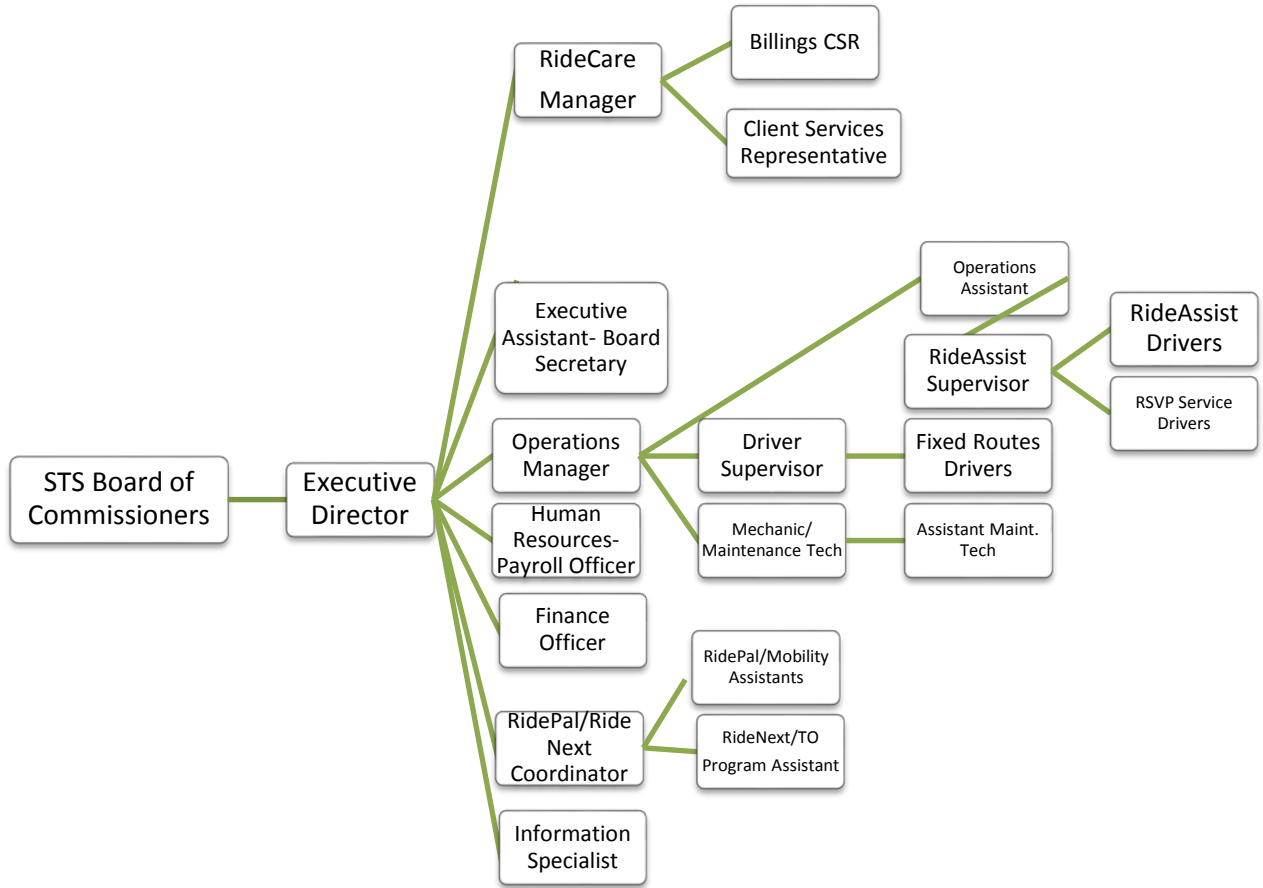 STS Board of
Commissioners
Executive
Director
RideCare
Manager
Billings CSR
Client Services
Representative
Executive
Assistant- Board
Secretary
Operations
Manager
Operations
Assistant
RideAssist
Supervisor
RideAssist
Drivers
RSVP Service
Drivers
Driver
Supervisor
Fixed Routes
Drivers
Mechanic/
Maintenance Tech
Assistant Maint.
Tech
Human
Resources-
Payroll Officer
Finance
Officer
RidePal/Ride
Next
Coordinator
RidePal/Mobility
Assistants
RideNext/TO
Program Assistant
Information
Specialist